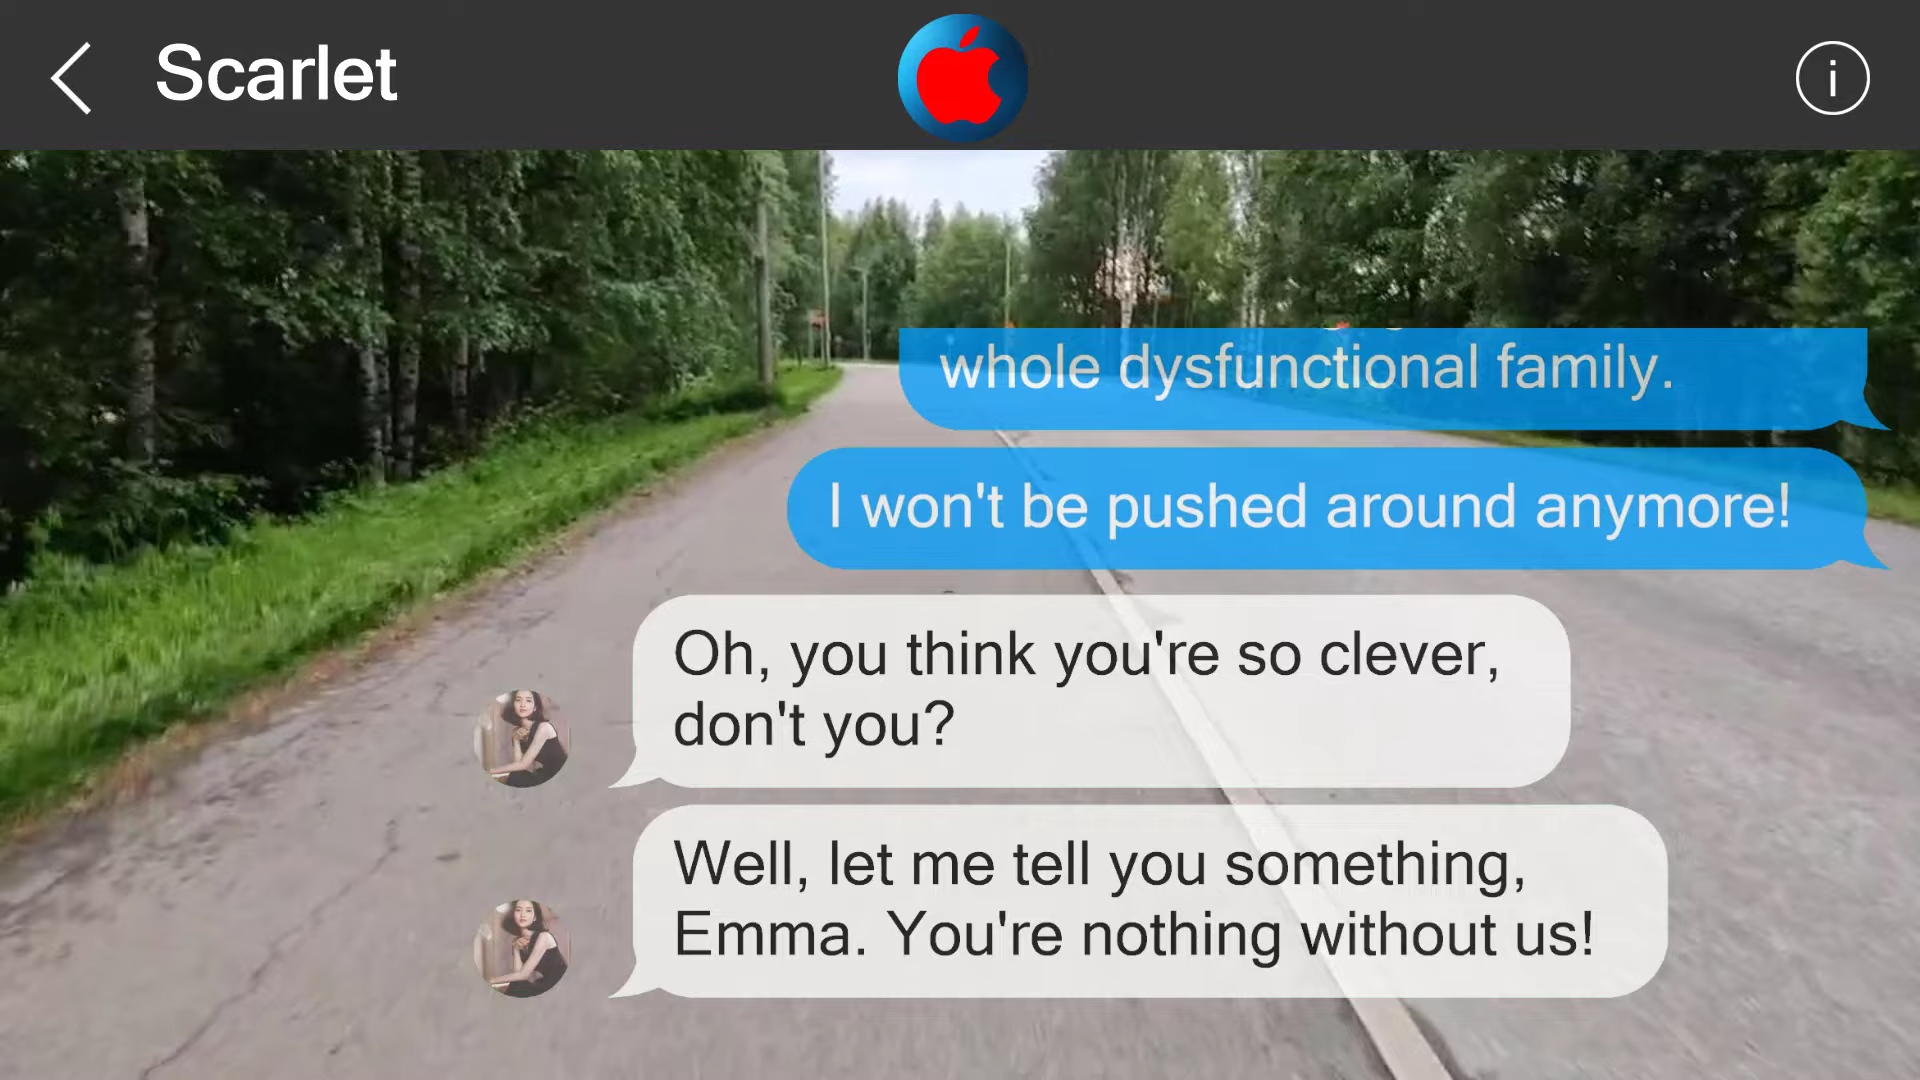 Scarlet
whole dysfunctional family.
I won't be pushed around anymore!
Oh, you think you're so clever,
don't you?
Well, let me tell you something,
Emma. You're nothing without us!